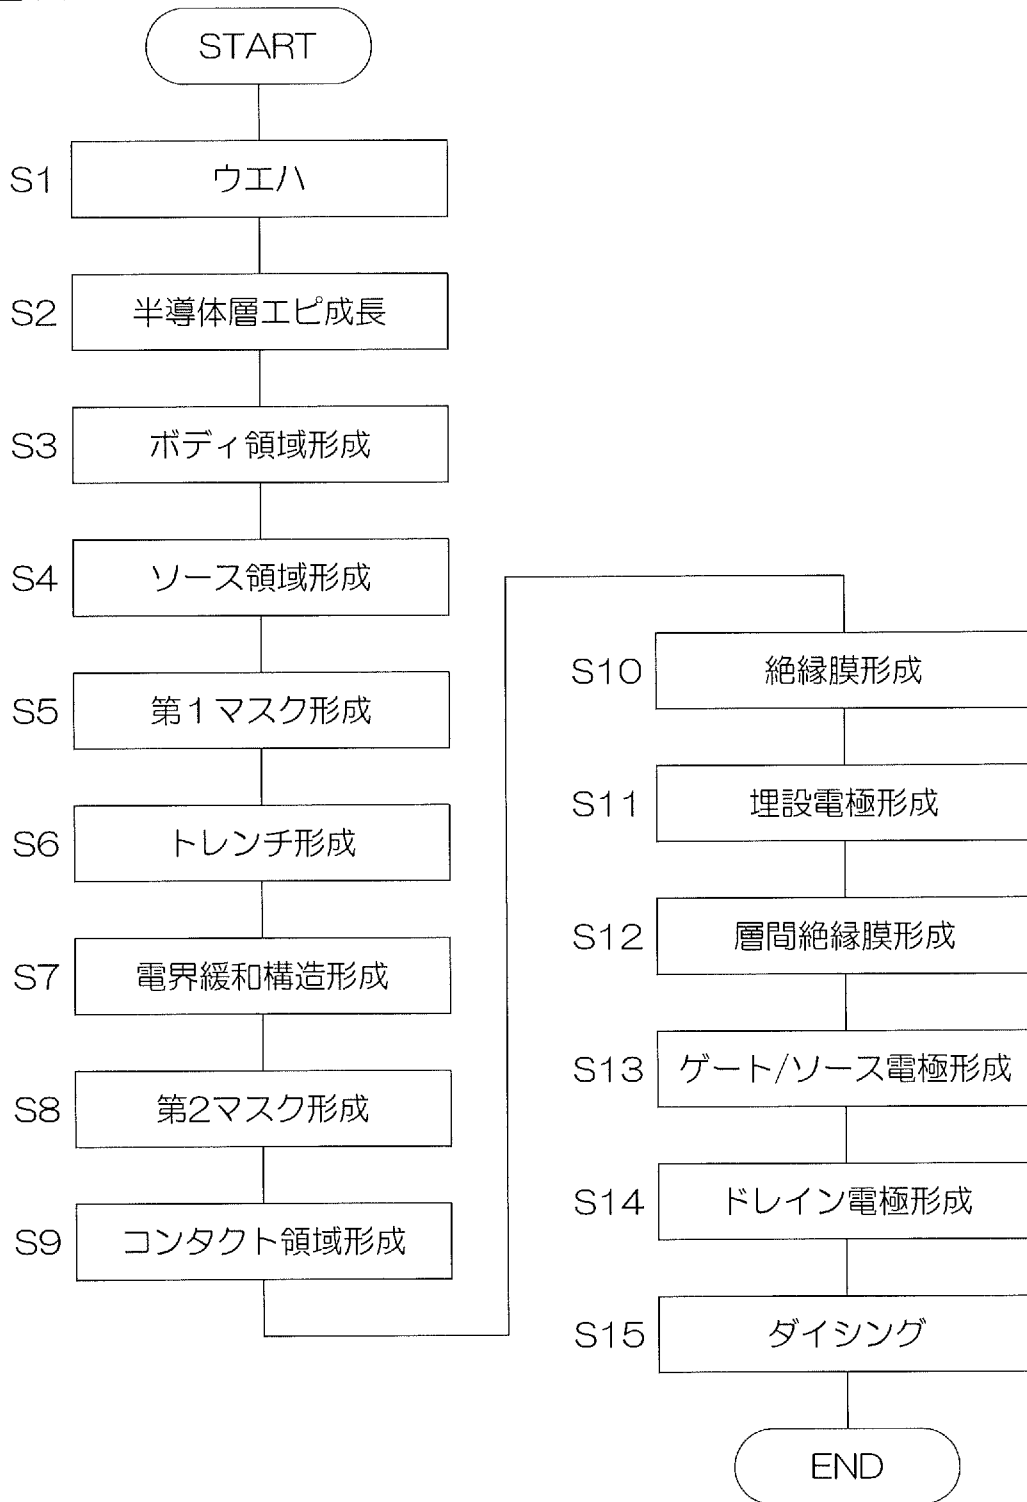 START
S1 ウエハ
S2 半導体層エピ成長
S3 ボディ領域形成
S4 ソース領域形成
S5 第1マスク形成
S6 トレンチ形成
S7 電界緩和構造形成
S8 第2マスク形成
S9 コンタクト領域形成
S10 絶縁膜形成
S11 埋設電極形成
S12 層間絶縁膜形成
S13 ゲート/ソース電極形成
S14 ドレイン電極形成
S15 ダイシング
END